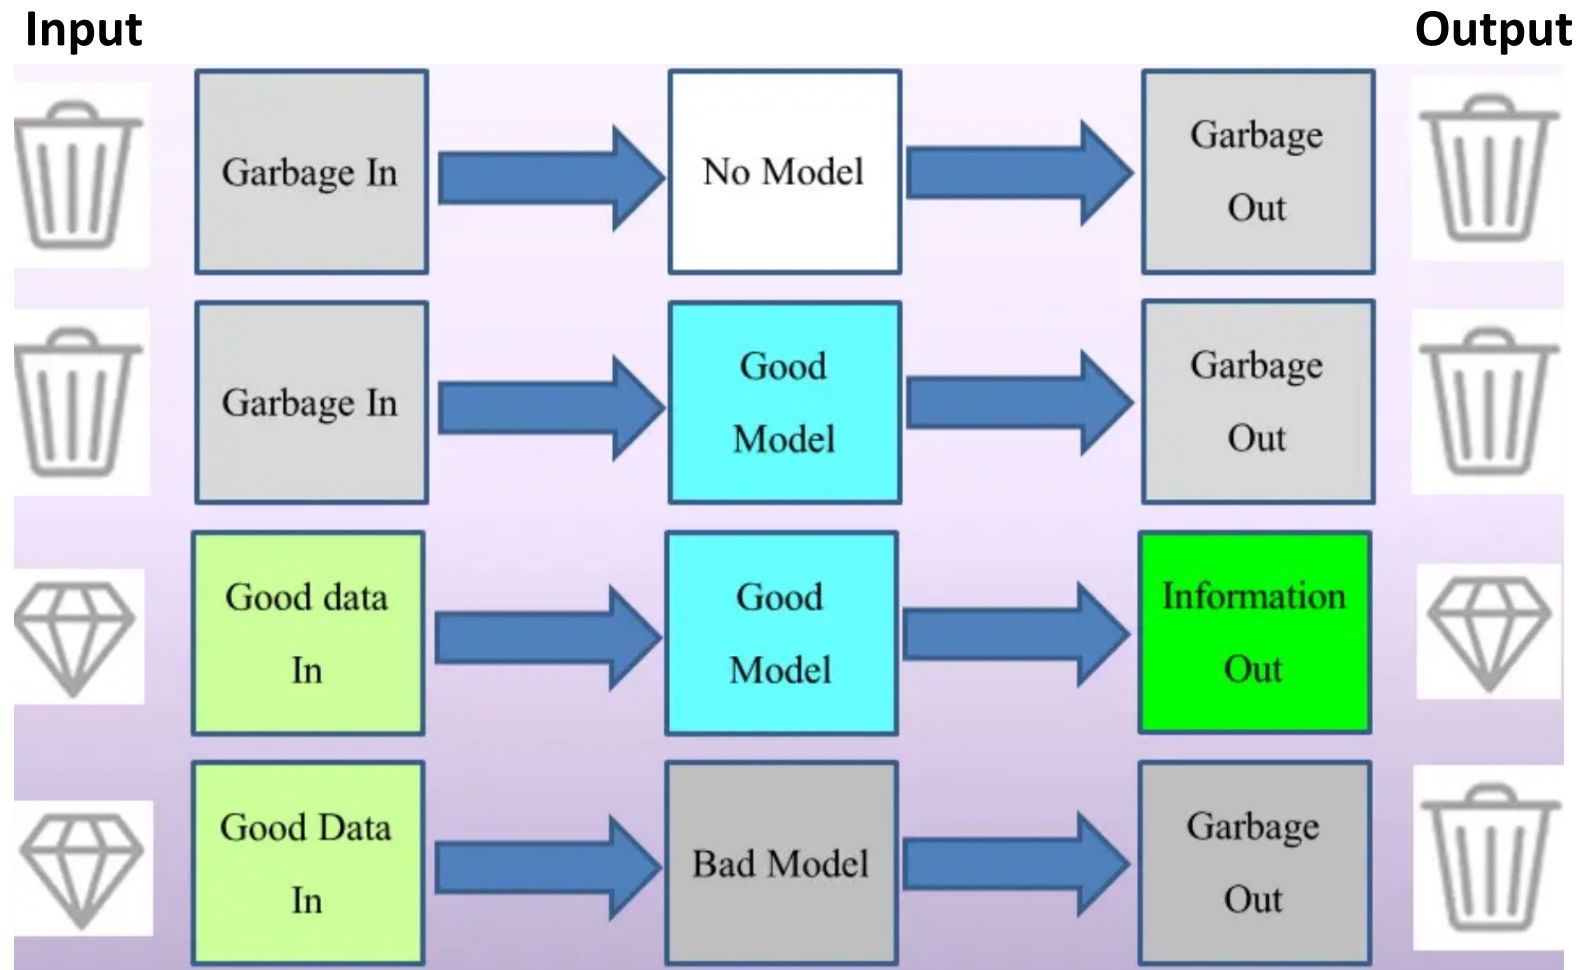 Input
Output
Garbage In
No Model
Garbage
Out
Garbage In
Good
Model
Garbage
Out
Good data
In
Good
Model
Information
Out
Good Data
In
Bad Model
Garbage
Out